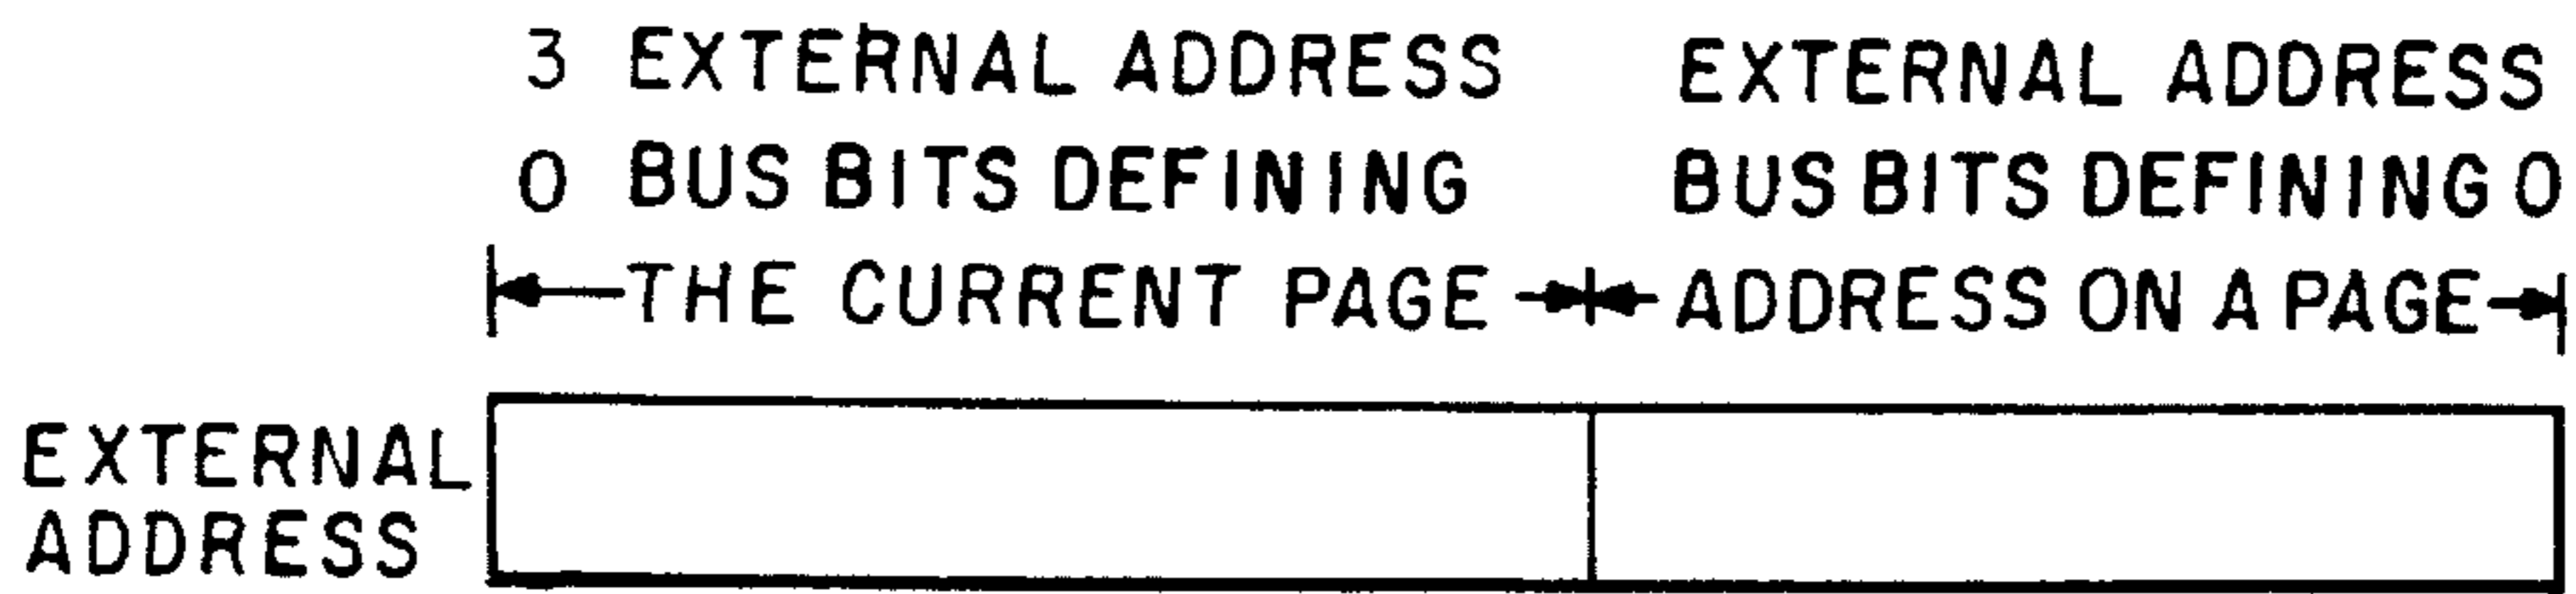 3 EXTERNAL ADDRESS EXTERNAL ADDRESS
0 BUS BITS DEFINING BUS BITS DEFINING 0
THE CURRENT PAGE ADDRESS ON A PAGE
EXTERNAL
ADDRESS